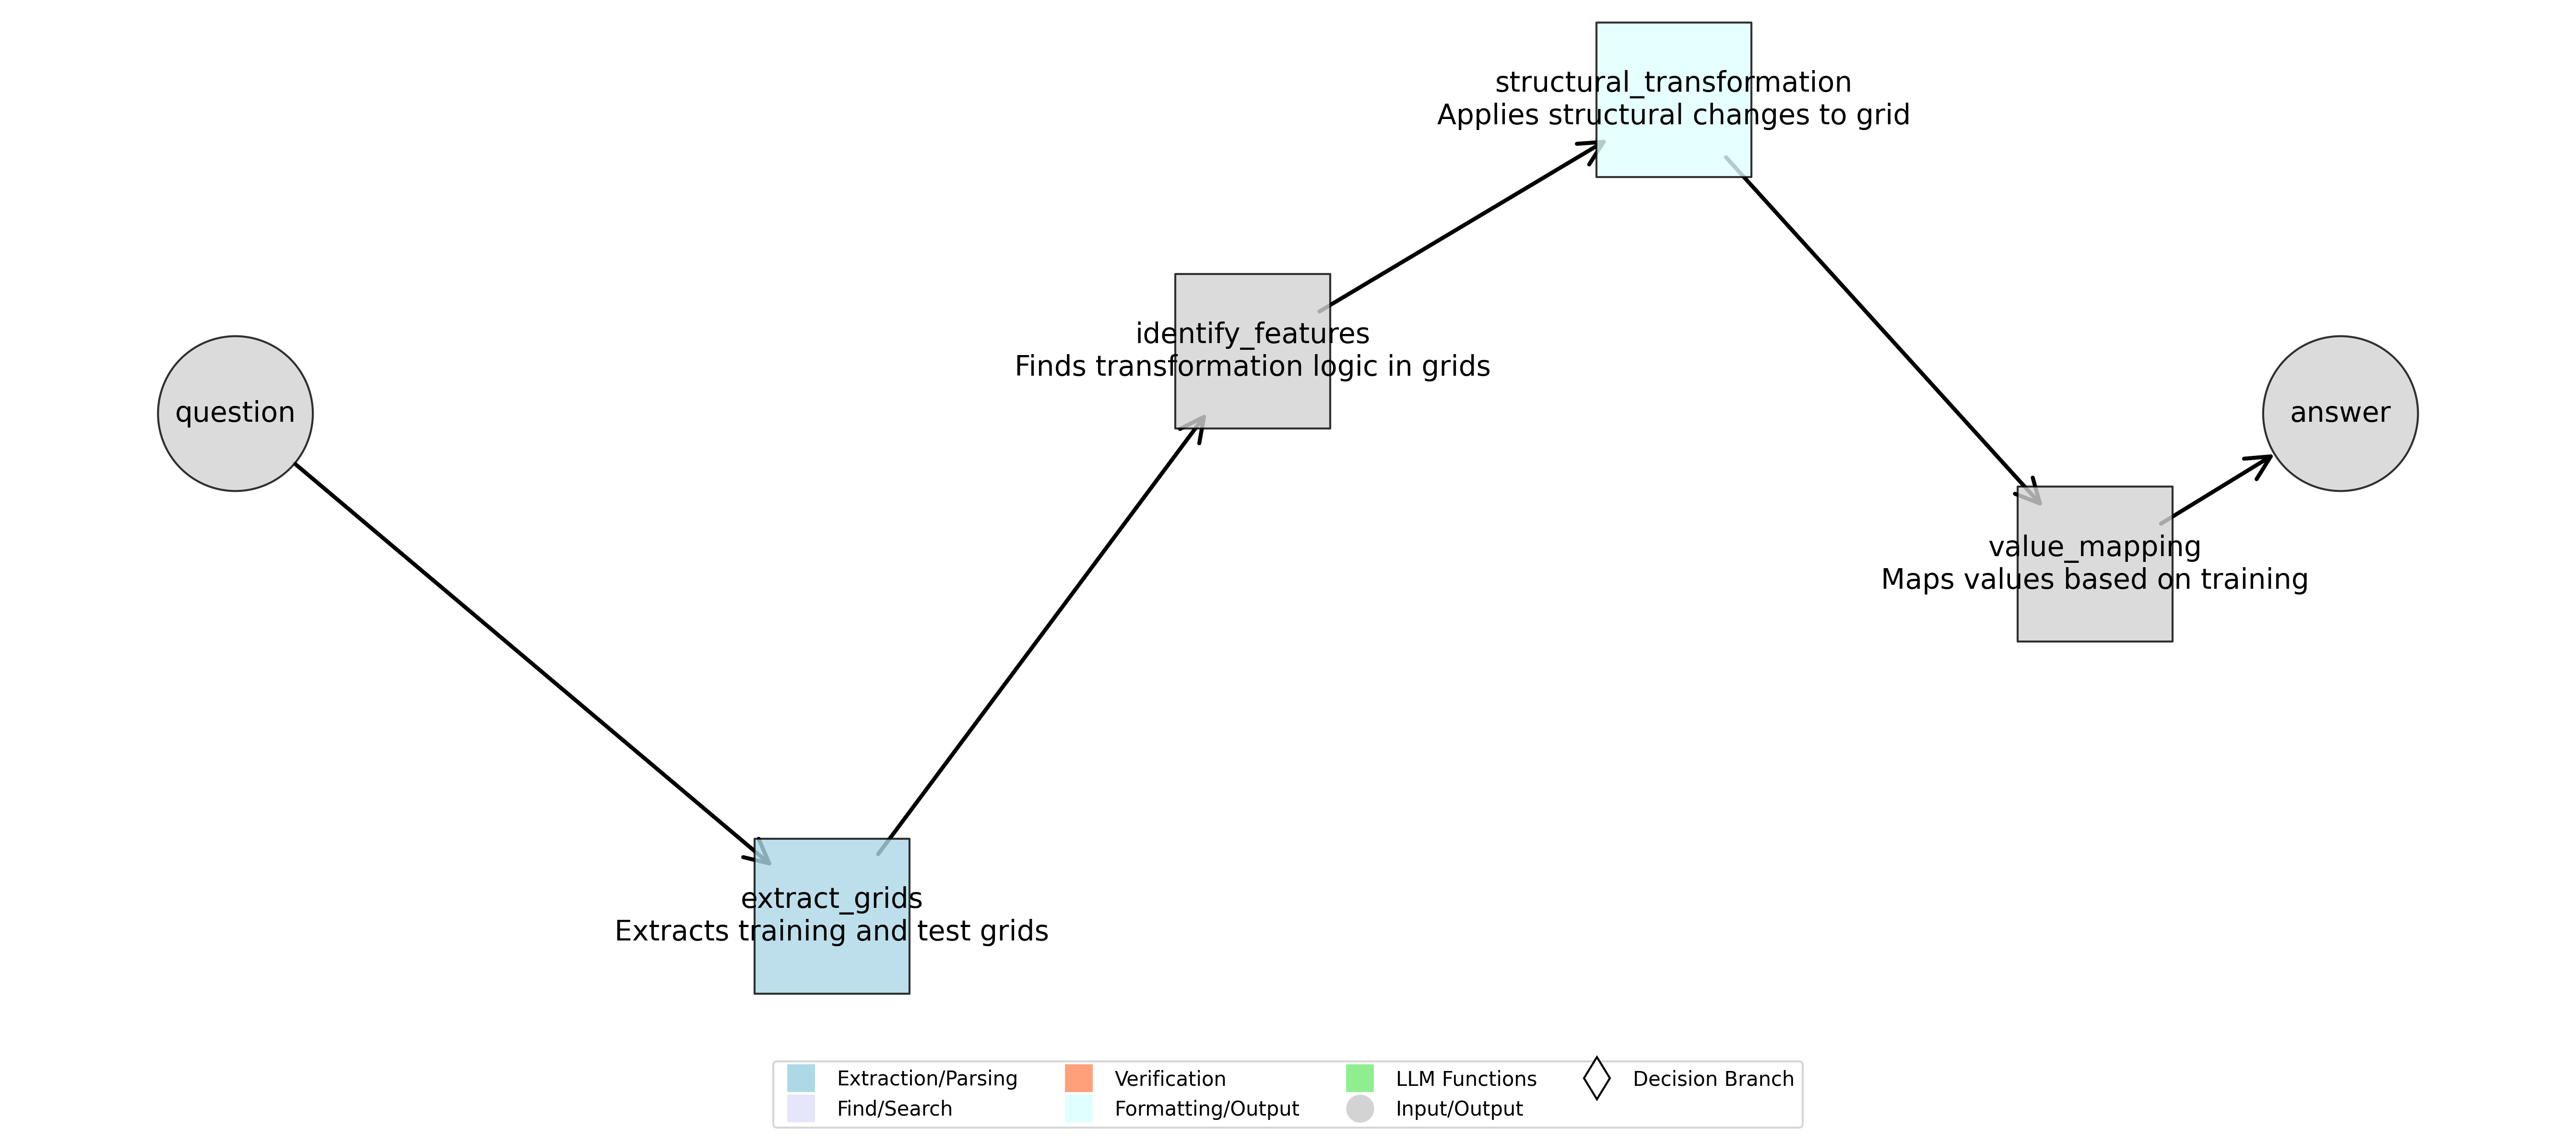 structural_transformation
Applies structural changes to grid
identify_features
Finds transformation logic in grids
question
answer
value_mapping
Maps values based on training
extract_grids
Extracts training and test grids
Extraction/Parsing
Find/Search
Verification
Formatting/Output
LLM Functions
Input/Output
Decision Branch